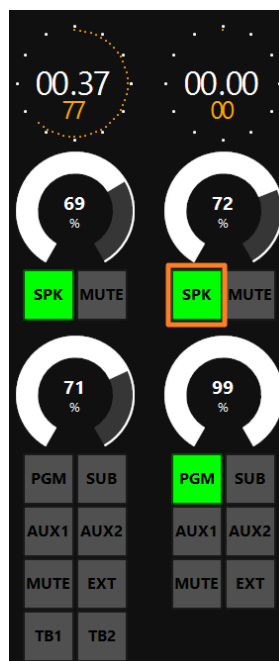 00.37 00.00
77 00
69 72
% %
SPK MUTE SPK MUTE
71 99
% %
PGM SUB PGM SUB
AUX1 AUX2 AUX1 AUX2
MUTE EXT MUTE EXT
TB1 TB2